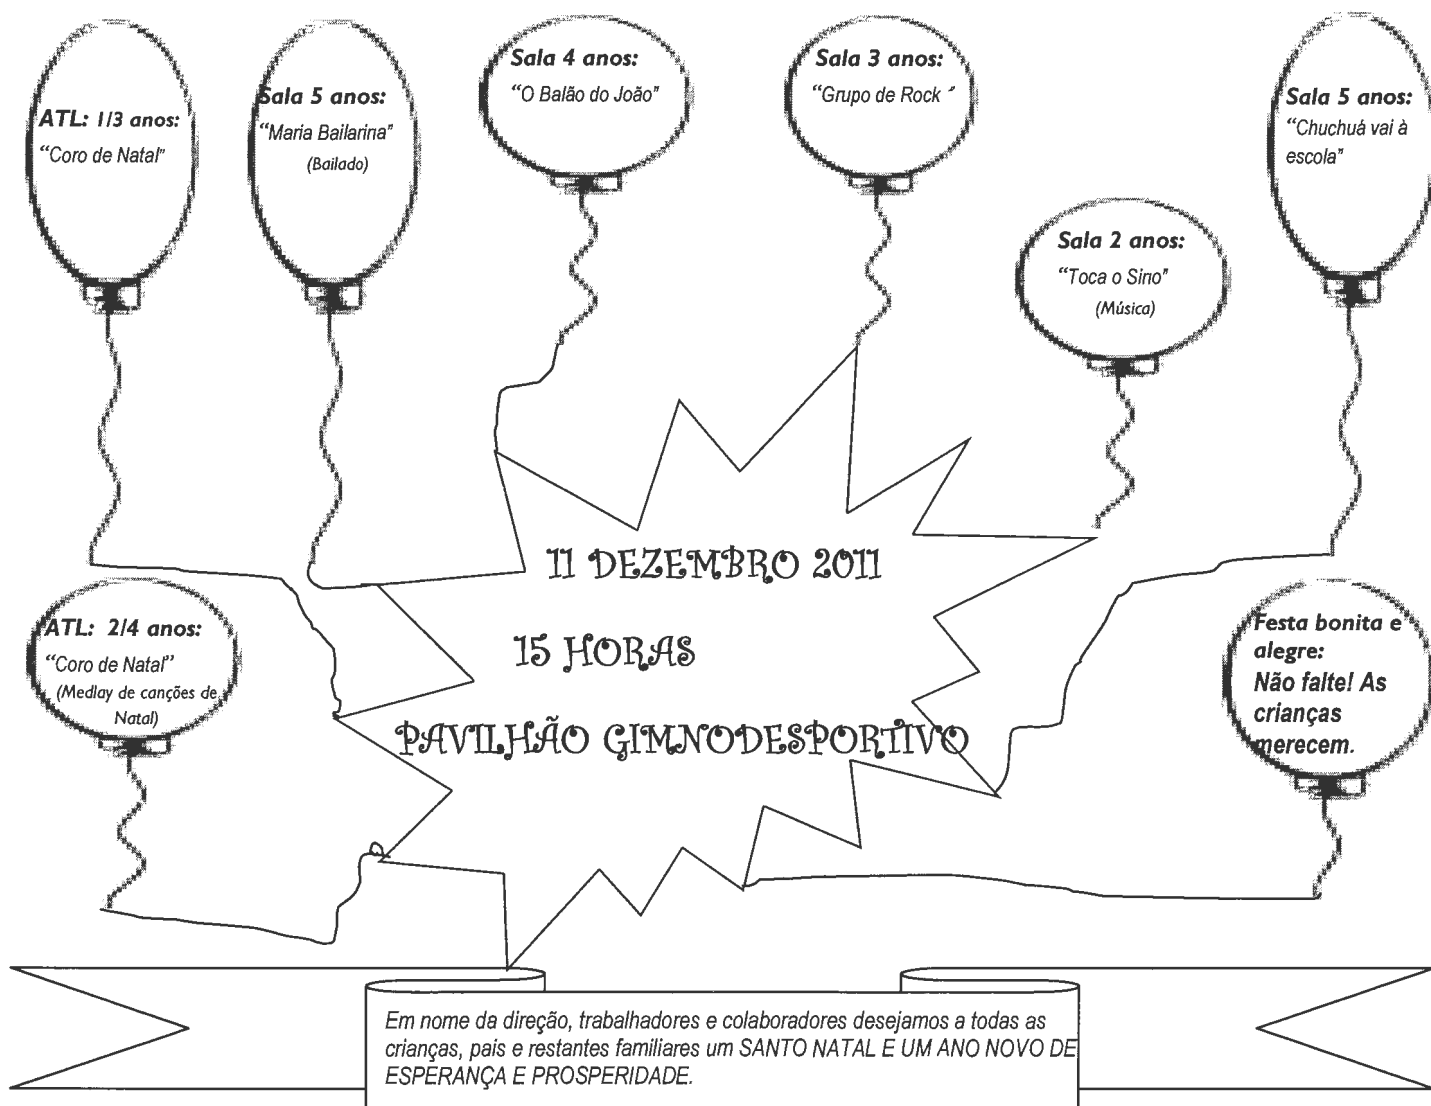 ATL: 1/3 anos:
“Coro de Natal”
Sala 5 anos:
“Maria Bailarina”
(Bailado)
Sala 4 anos:
“O Balão do João”
Sala 3 anos:
“Grupo de Rock ”
Sala 5 anos:
“Chuchuá vai à
escola”
Sala 2 anos:
“Toca o Sino”
(Música)
11 DEZEMBRO 2011
15 HORAS
PAVILHÃO GIMNODESPORTIVO
ATL: 2/4 anos:
“Coro de Natal”
(Medlay de canções de
Natal)
Festa bonita e
alegre:
Não falte! As
crianças
merecem.
Em nome da direção, trabalhadores e colaboradores desejamos a todas as
crianças, pais e restantes familiares um SANTO NATAL E UM ANO NOVO DE
ESPERANÇA E PROSPERIDADE.